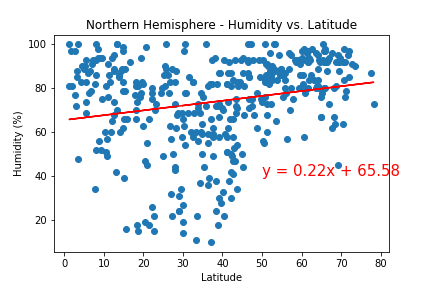 Northern Hemisphere - Humidity vs. Latitude
100
80
60
40
20
Humidity (%)
y = 0.22x + 65.58
0 10 20 30 40 50 60 70 80
Latitude